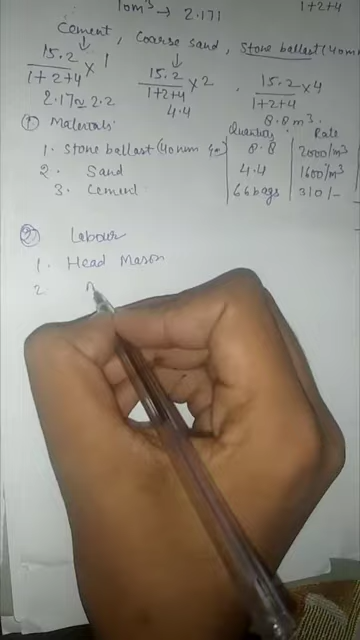 10m³ → 2.171
1+2+4
Cement, Coarse sand, Stone ballast (40mm
15.2/1+2+4 × 1
15.2/1+2+4 × 2, 15.2/1+2+4 × 4
2.17 ≈ 2.2
4.4
8.8 m³.
① Materials: Rate
1. Stone ballast (40mm 8.8 2000/m³
2. Sand 4.4 1600/m³
3. Cement 66 bags 310/-
② Labour
1. Head Mason
2.